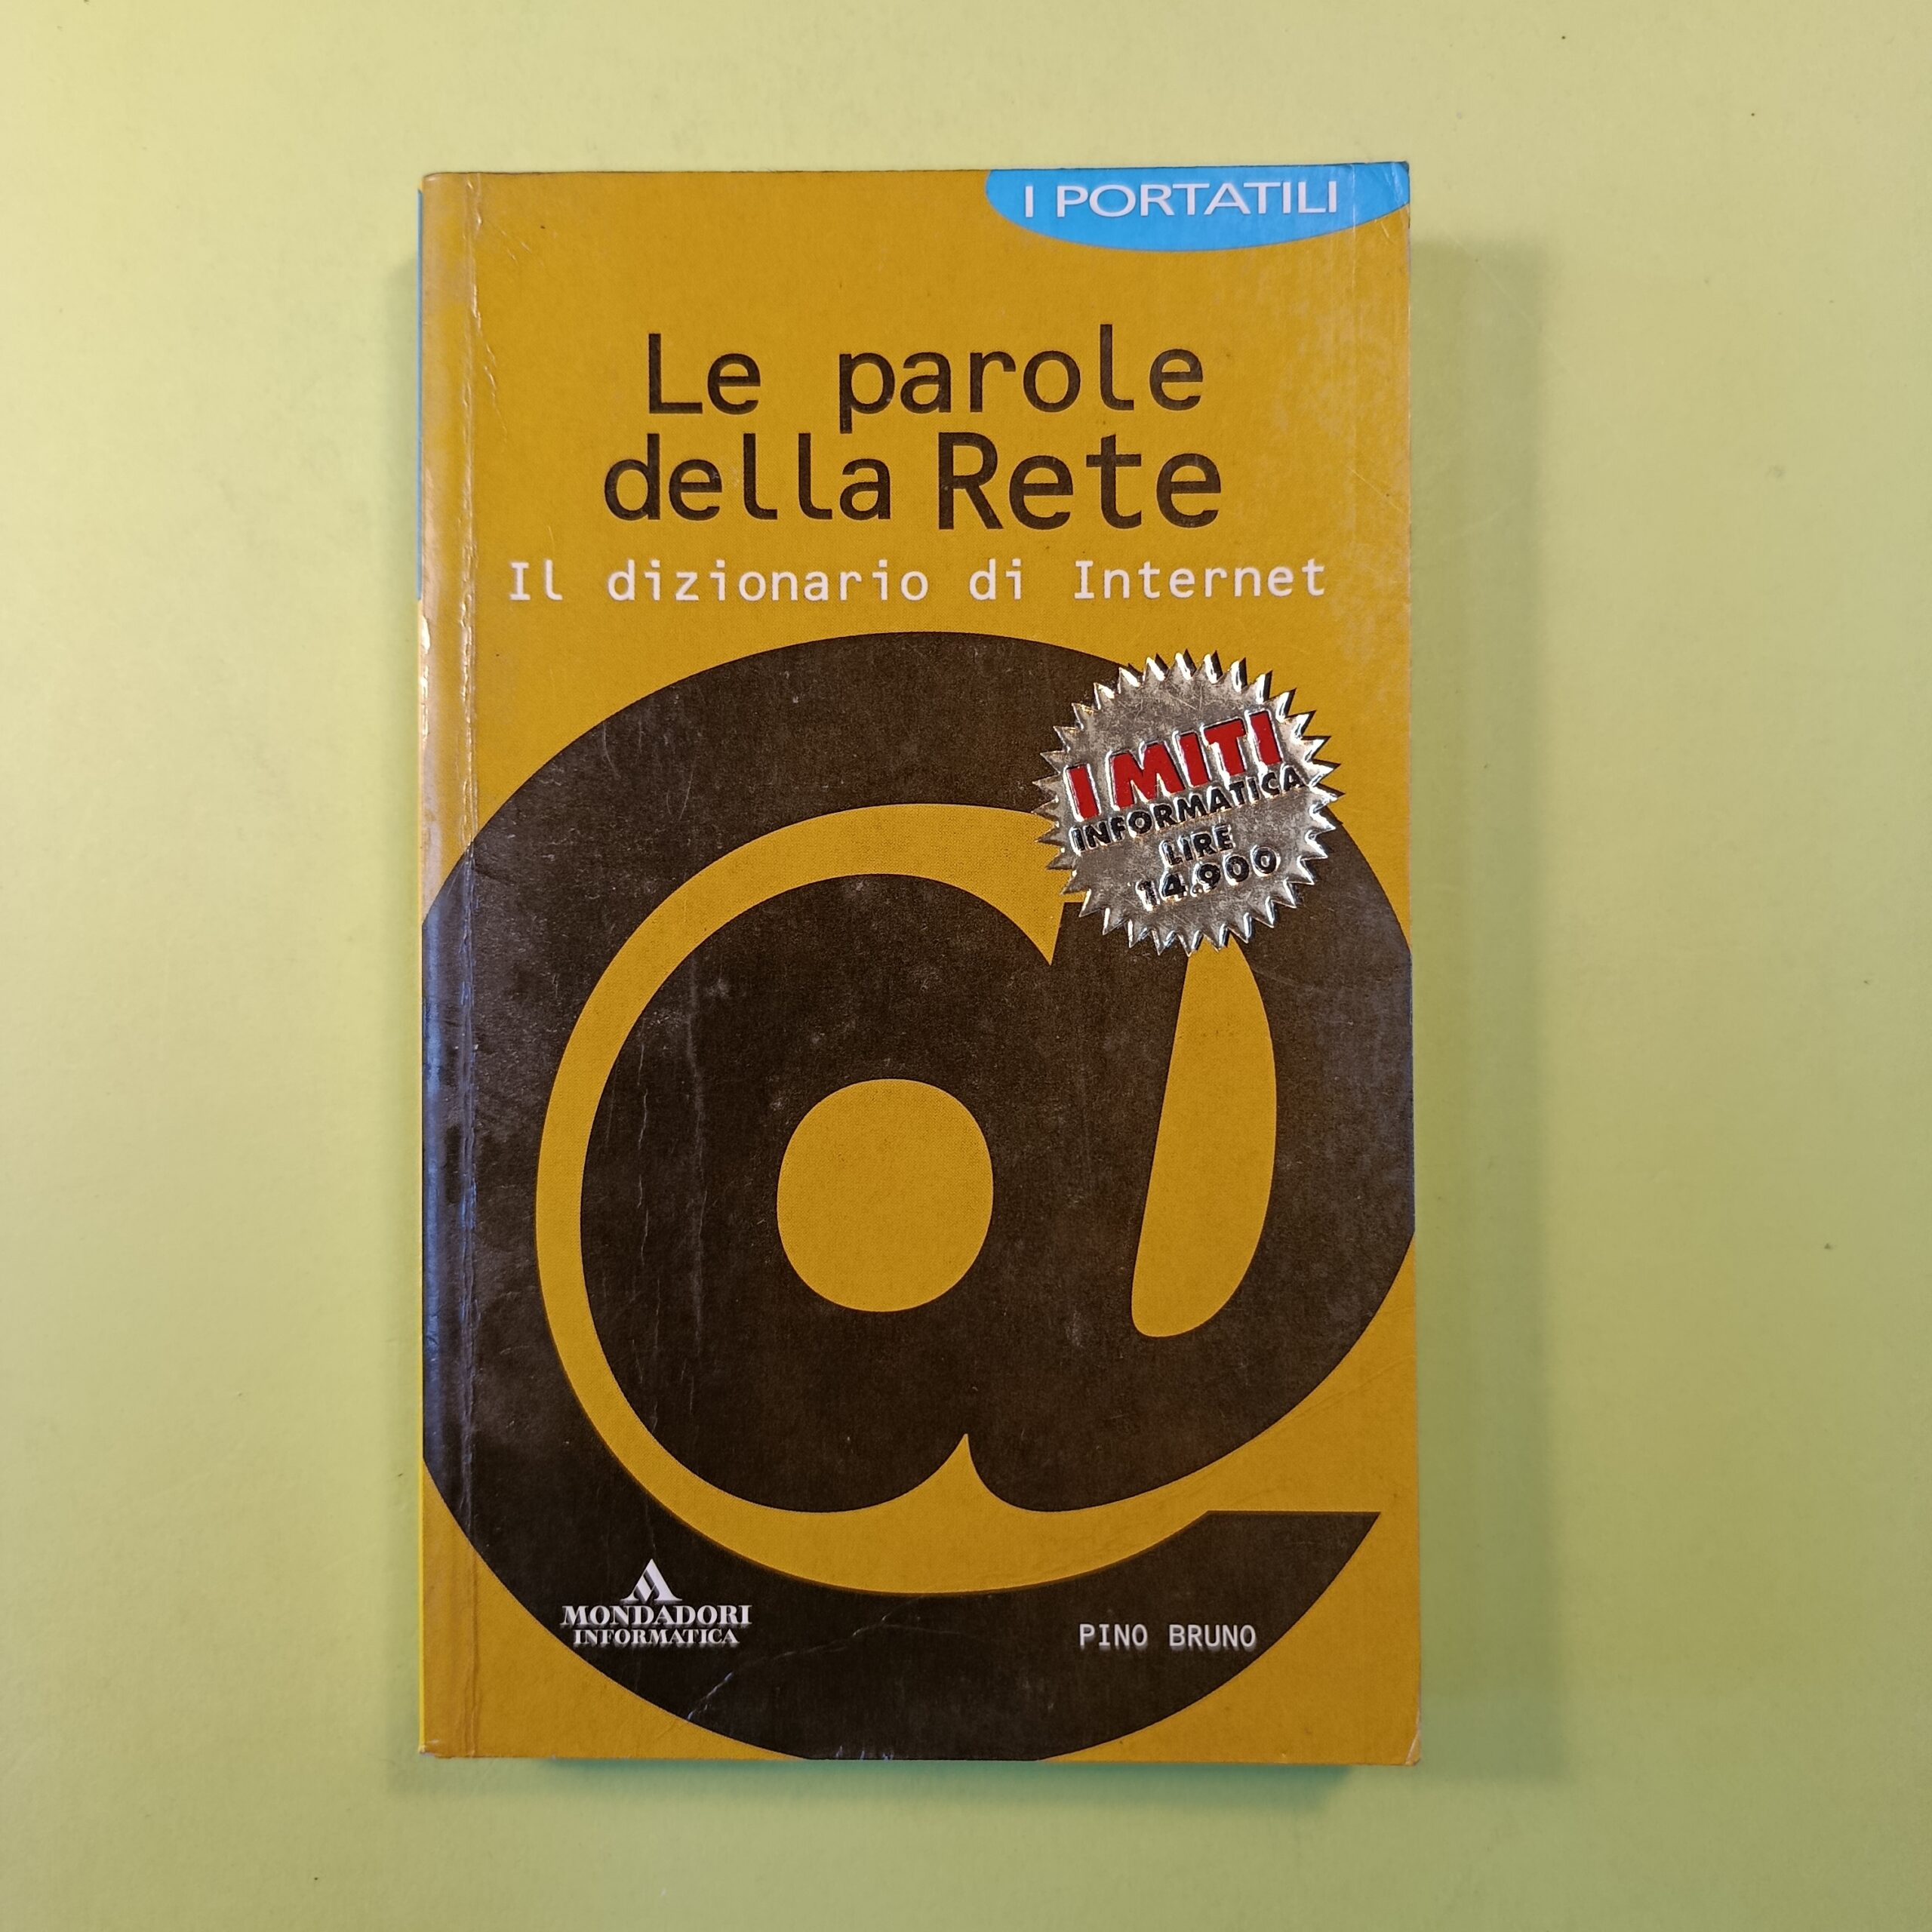 I PORTATILI
Le parole
della Rete
Il dizionario di Internet
I MITI
INFORMATICA
LIRE
14.900
@
MONDADORI
INFORMATICA
PINO BRUNO